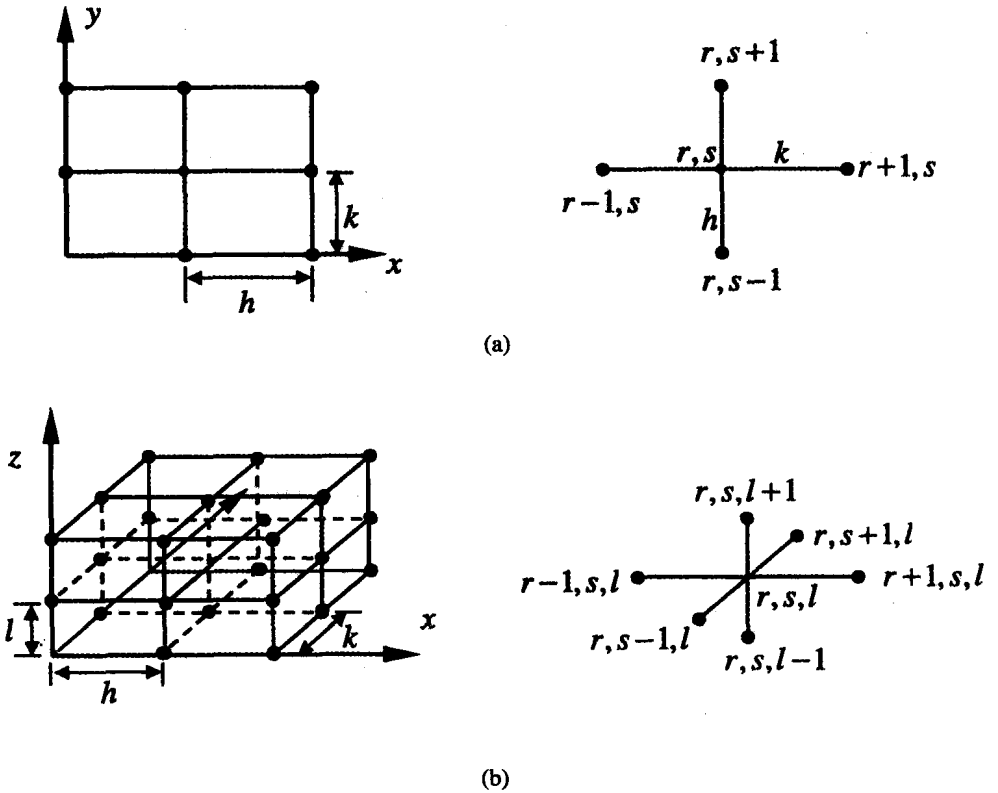 y
r, s+1
r, s
k
r−1, s
r+1, s
k
h
x
h
r, s−1
(a)
z
r, s, l+1
r, s+1, l
r−1, s, l
r+1, s, l
r, s, l
l
k
x
r, s−1, l
r, s, l−1
h
(b)